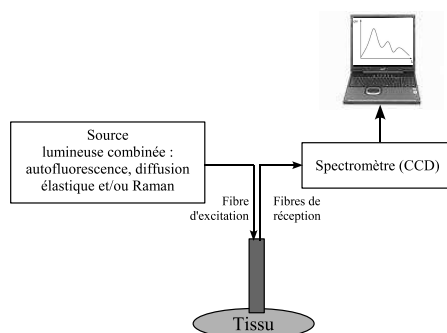 Source
lumineuse combinée :
autofluorescence, diffusion
élastique et/ou Raman
Spectromètre (CCD)
Fibre
d'excitation
Fibres de
réception
Tissu